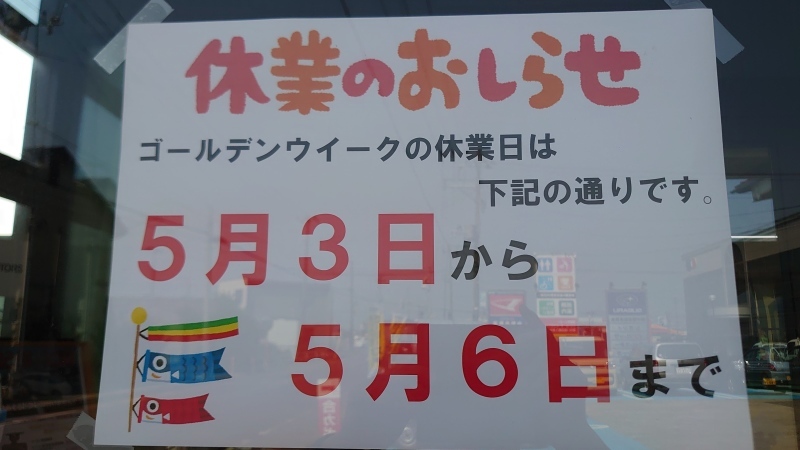 休業のおしらせ
ゴールデンウイークの休業日は
下記の通りです。
5月3日から
5月6日まで